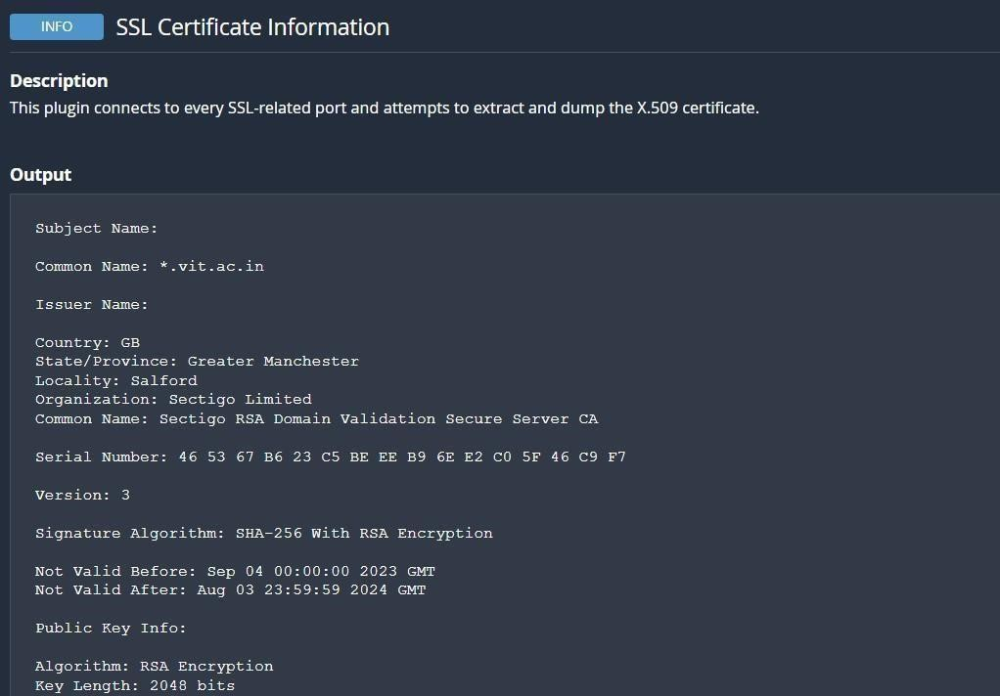 INFO SSL Certificate Information
Description
This plugin connects to every SSL-related port and attempts to extract and dump the X.509 certificate.
Output
Subject Name:
Common Name: *.vit.ac.in
Issuer Name:
Country: GB
State/Province: Greater Manchester
Locality: Salford
Organization: Sectigo Limited
Common Name: Sectigo RSA Domain Validation Secure Server CA
Serial Number: 46 53 67 B6 23 C5 BE EE B9 6E E2 C0 5F 46 C9 F7
Version: 3
Signature Algorithm: SHA-256 With RSA Encryption
Not Valid Before: Sep 04 00:00:00 2023 GMT
Not Valid After: Aug 03 23:59:59 2024 GMT
Public Key Info:
Algorithm: RSA Encryption
Key Length: 2048 bits